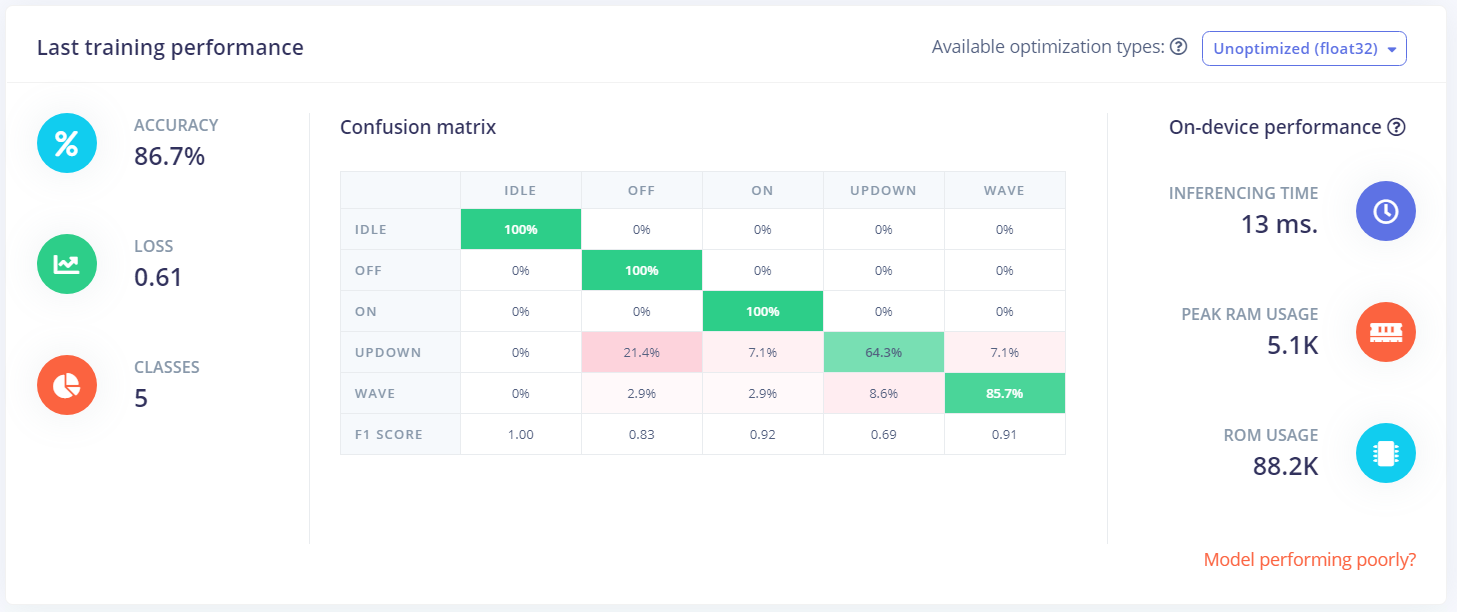 Last training performance
Available optimization types: Unoptimized (float32)
ACCURACY
86.7%
LOSS
0.61
CLASSES
5
Confusion matrix
IDLE OFF ON UPDOWN WAVE
IDLE 100% 0% 0% 0% 0%
OFF 0% 100% 0% 0% 0%
ON 0% 0% 100% 0% 0%
UPDOWN 0% 21.4% 7.1% 64.3% 7.1%
WAVE 0% 2.9% 2.9% 8.6% 85.7%
F1 SCORE 1.00 0.83 0.92 0.69 0.91
On-device performance
INFERENCING TIME
13 ms.
PEAK RAM USAGE
5.1K
ROM USAGE
88.2K
Model performing poorly?